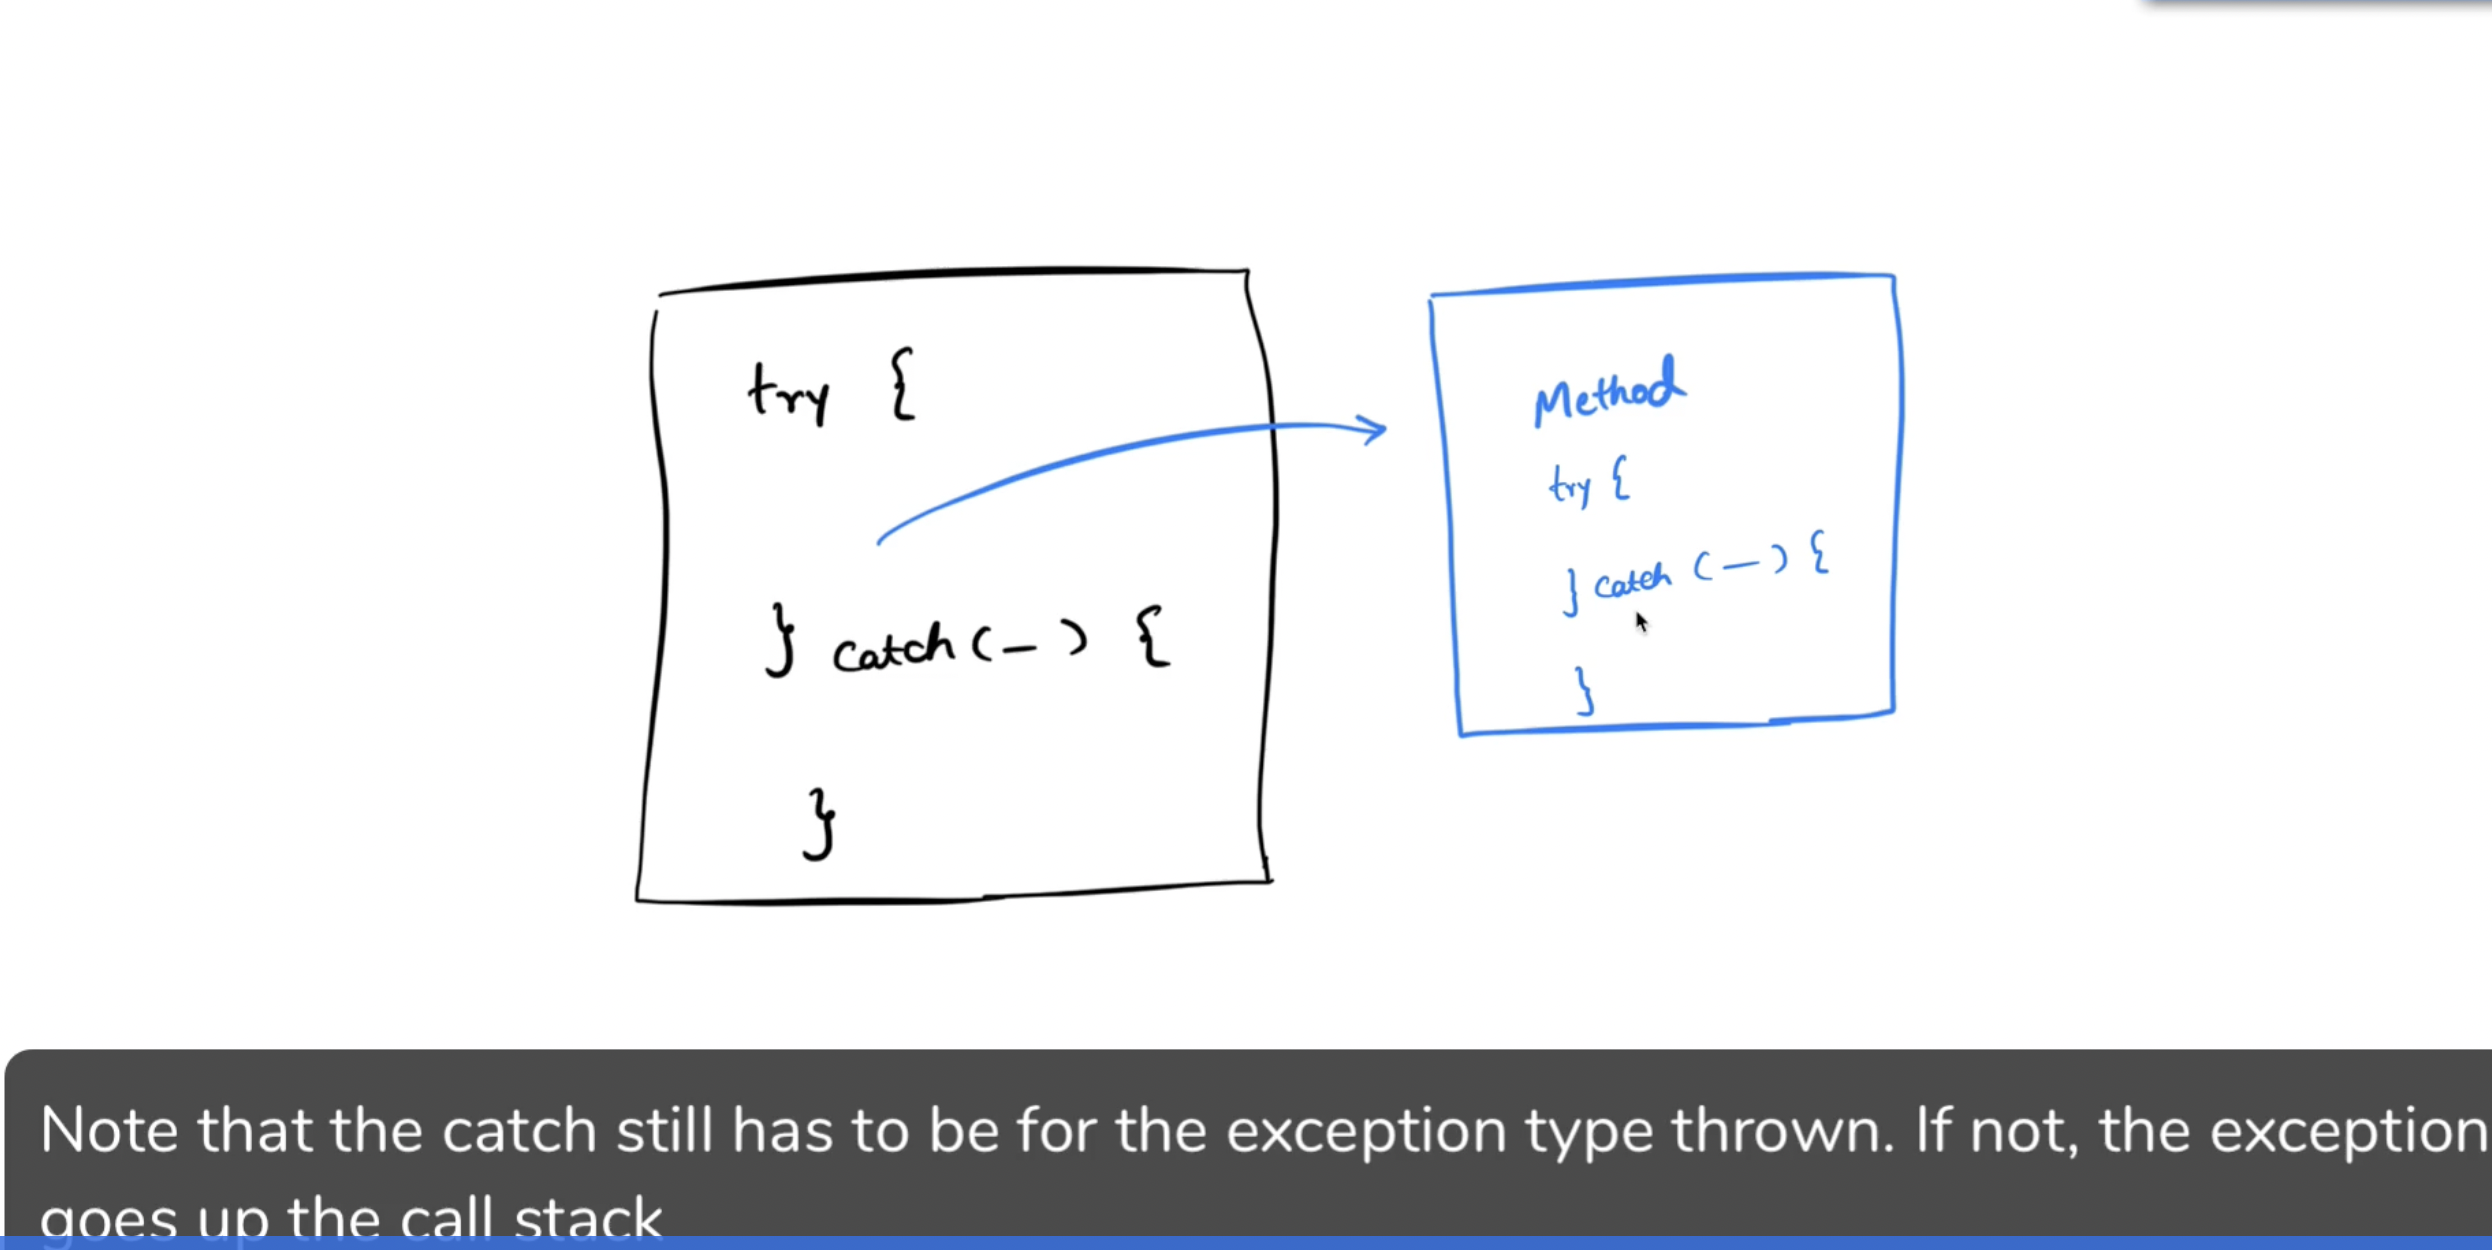 try {
} catch (-) {
}
Method
try {
} catch (-) {
}
Note that the catch still has to be for the exception type thrown. If not, the exception
goes up the call stack